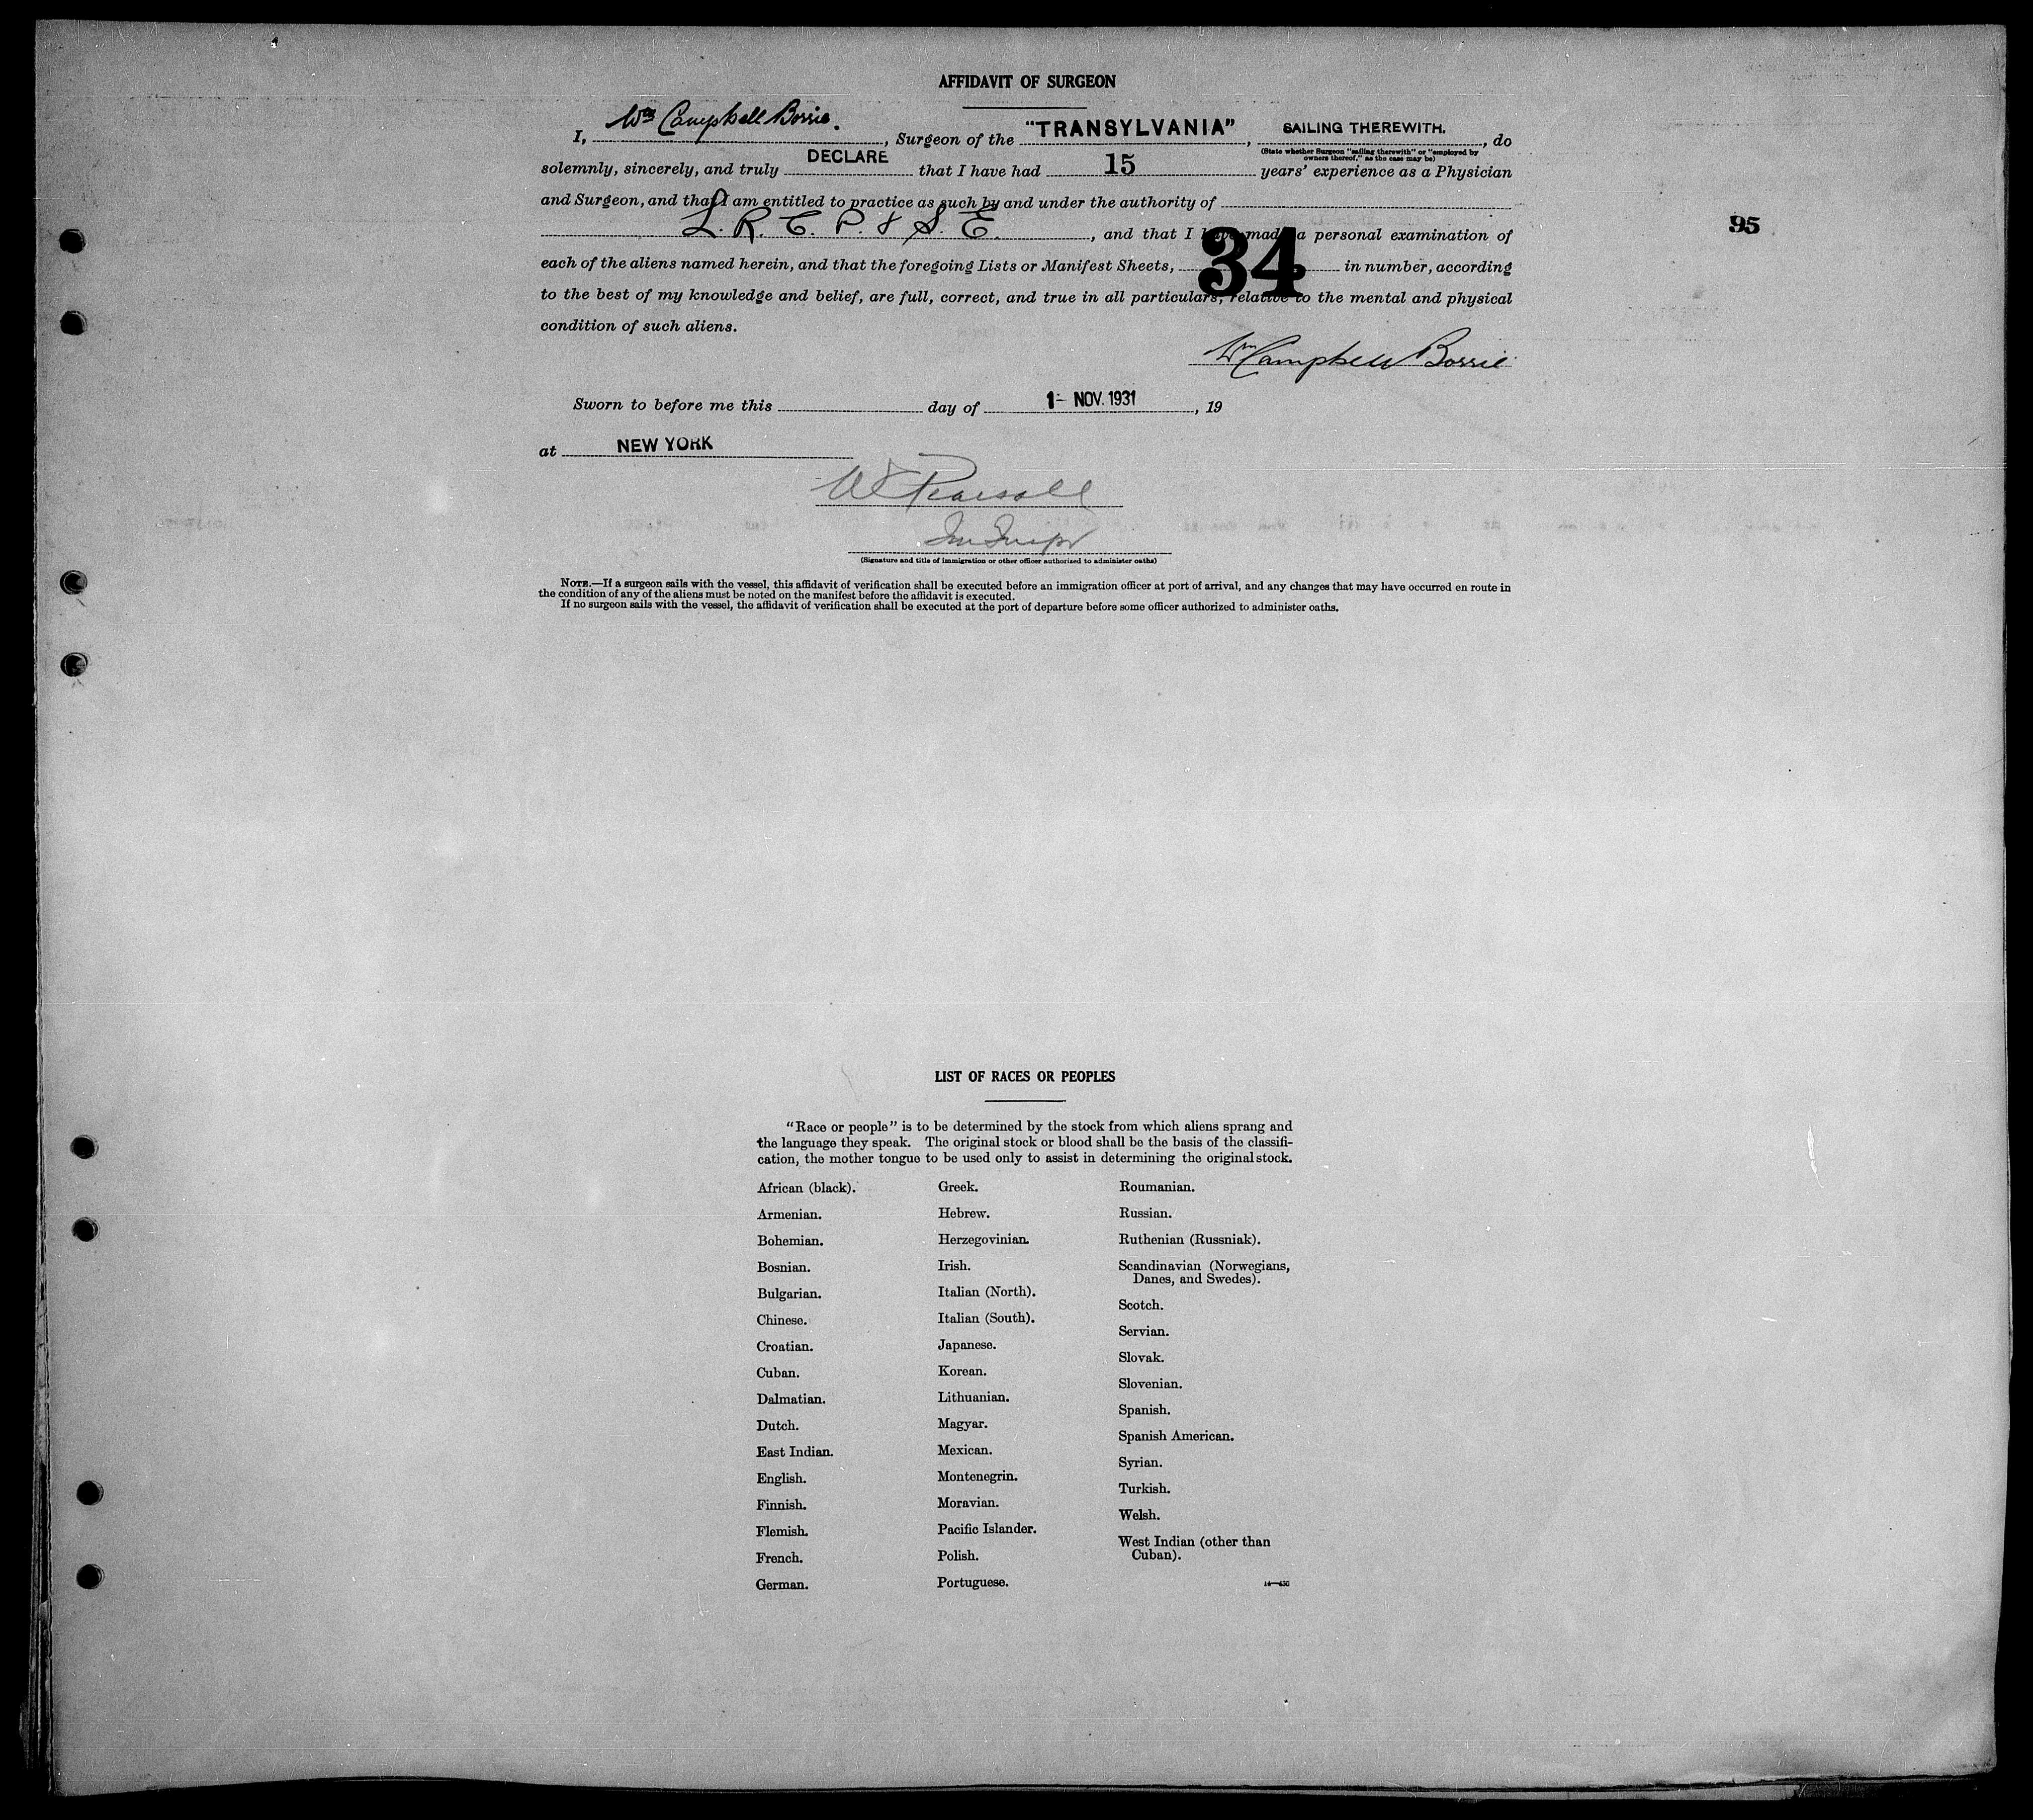 AFFIDAVIT OF SURGEON
I, Wm Campbell Borrie., Surgeon of the "TRANSYLVANIA", SAILING THEREWITH., do
(State whether Surgeon "sailing therewith" or "employed by
owners thereof," as the case may be)
solemnly, sincerely, and truly DECLARE that I have had 15 years' experience as a Physician
and Surgeon, and that I am entitled to practice as such by and under the authority of
L. R. C. P. & S. E., and that I have made a personal examination of
95
each of the aliens named herein, and that the foregoing Lists or Manifest Sheets, 34 in number, according
to the best of my knowledge and belief, are full, correct, and true in all particulars, relative to the mental and physical
condition of such aliens.
Wm Campbell Borrie
Sworn to before me this day of 1- NOV. 1931, 19
at NEW YORK
Pearsall
(Signature and title of immigration or other officer authorized to administer oaths)
NOTE.—If a surgeon sails with the vessel, this affidavit of verification shall be executed before an immigration officer at port of arrival, and any changes that may have occurred en route in
the condition of any of the aliens must be noted on the manifest before the affidavit is executed.
If no surgeon sails with the vessel, the affidavit of verification shall be executed at the port of departure before some officer authorized to administer oaths.
LIST OF RACES OR PEOPLES
"Race or people" is to be determined by the stock from which aliens sprang and
the language they speak. The original stock or blood shall be the basis of the classifi-
cation, the mother tongue to be used only to assist in determining the original stock.
African (black).
Armenian.
Bohemian.
Bosnian.
Bulgarian.
Chinese.
Croatian.
Cuban.
Dalmatian.
Dutch.
East Indian.
English.
Finnish.
Flemish.
French.
German.
Greek.
Hebrew.
Herzegovinian.
Irish.
Italian (North).
Italian (South).
Japanese.
Korean.
Lithuanian.
Magyar.
Mexican.
Montenegrin.
Moravian.
Pacific Islander.
Polish.
Portuguese.
Roumanian.
Russian.
Ruthenian (Russniak).
Scandinavian (Norwegians,
Danes, and Swedes).
Scotch.
Servian.
Slovak.
Slovenian.
Spanish.
Spanish American.
Syrian.
Turkish.
Welsh.
West Indian (other than
Cuban).